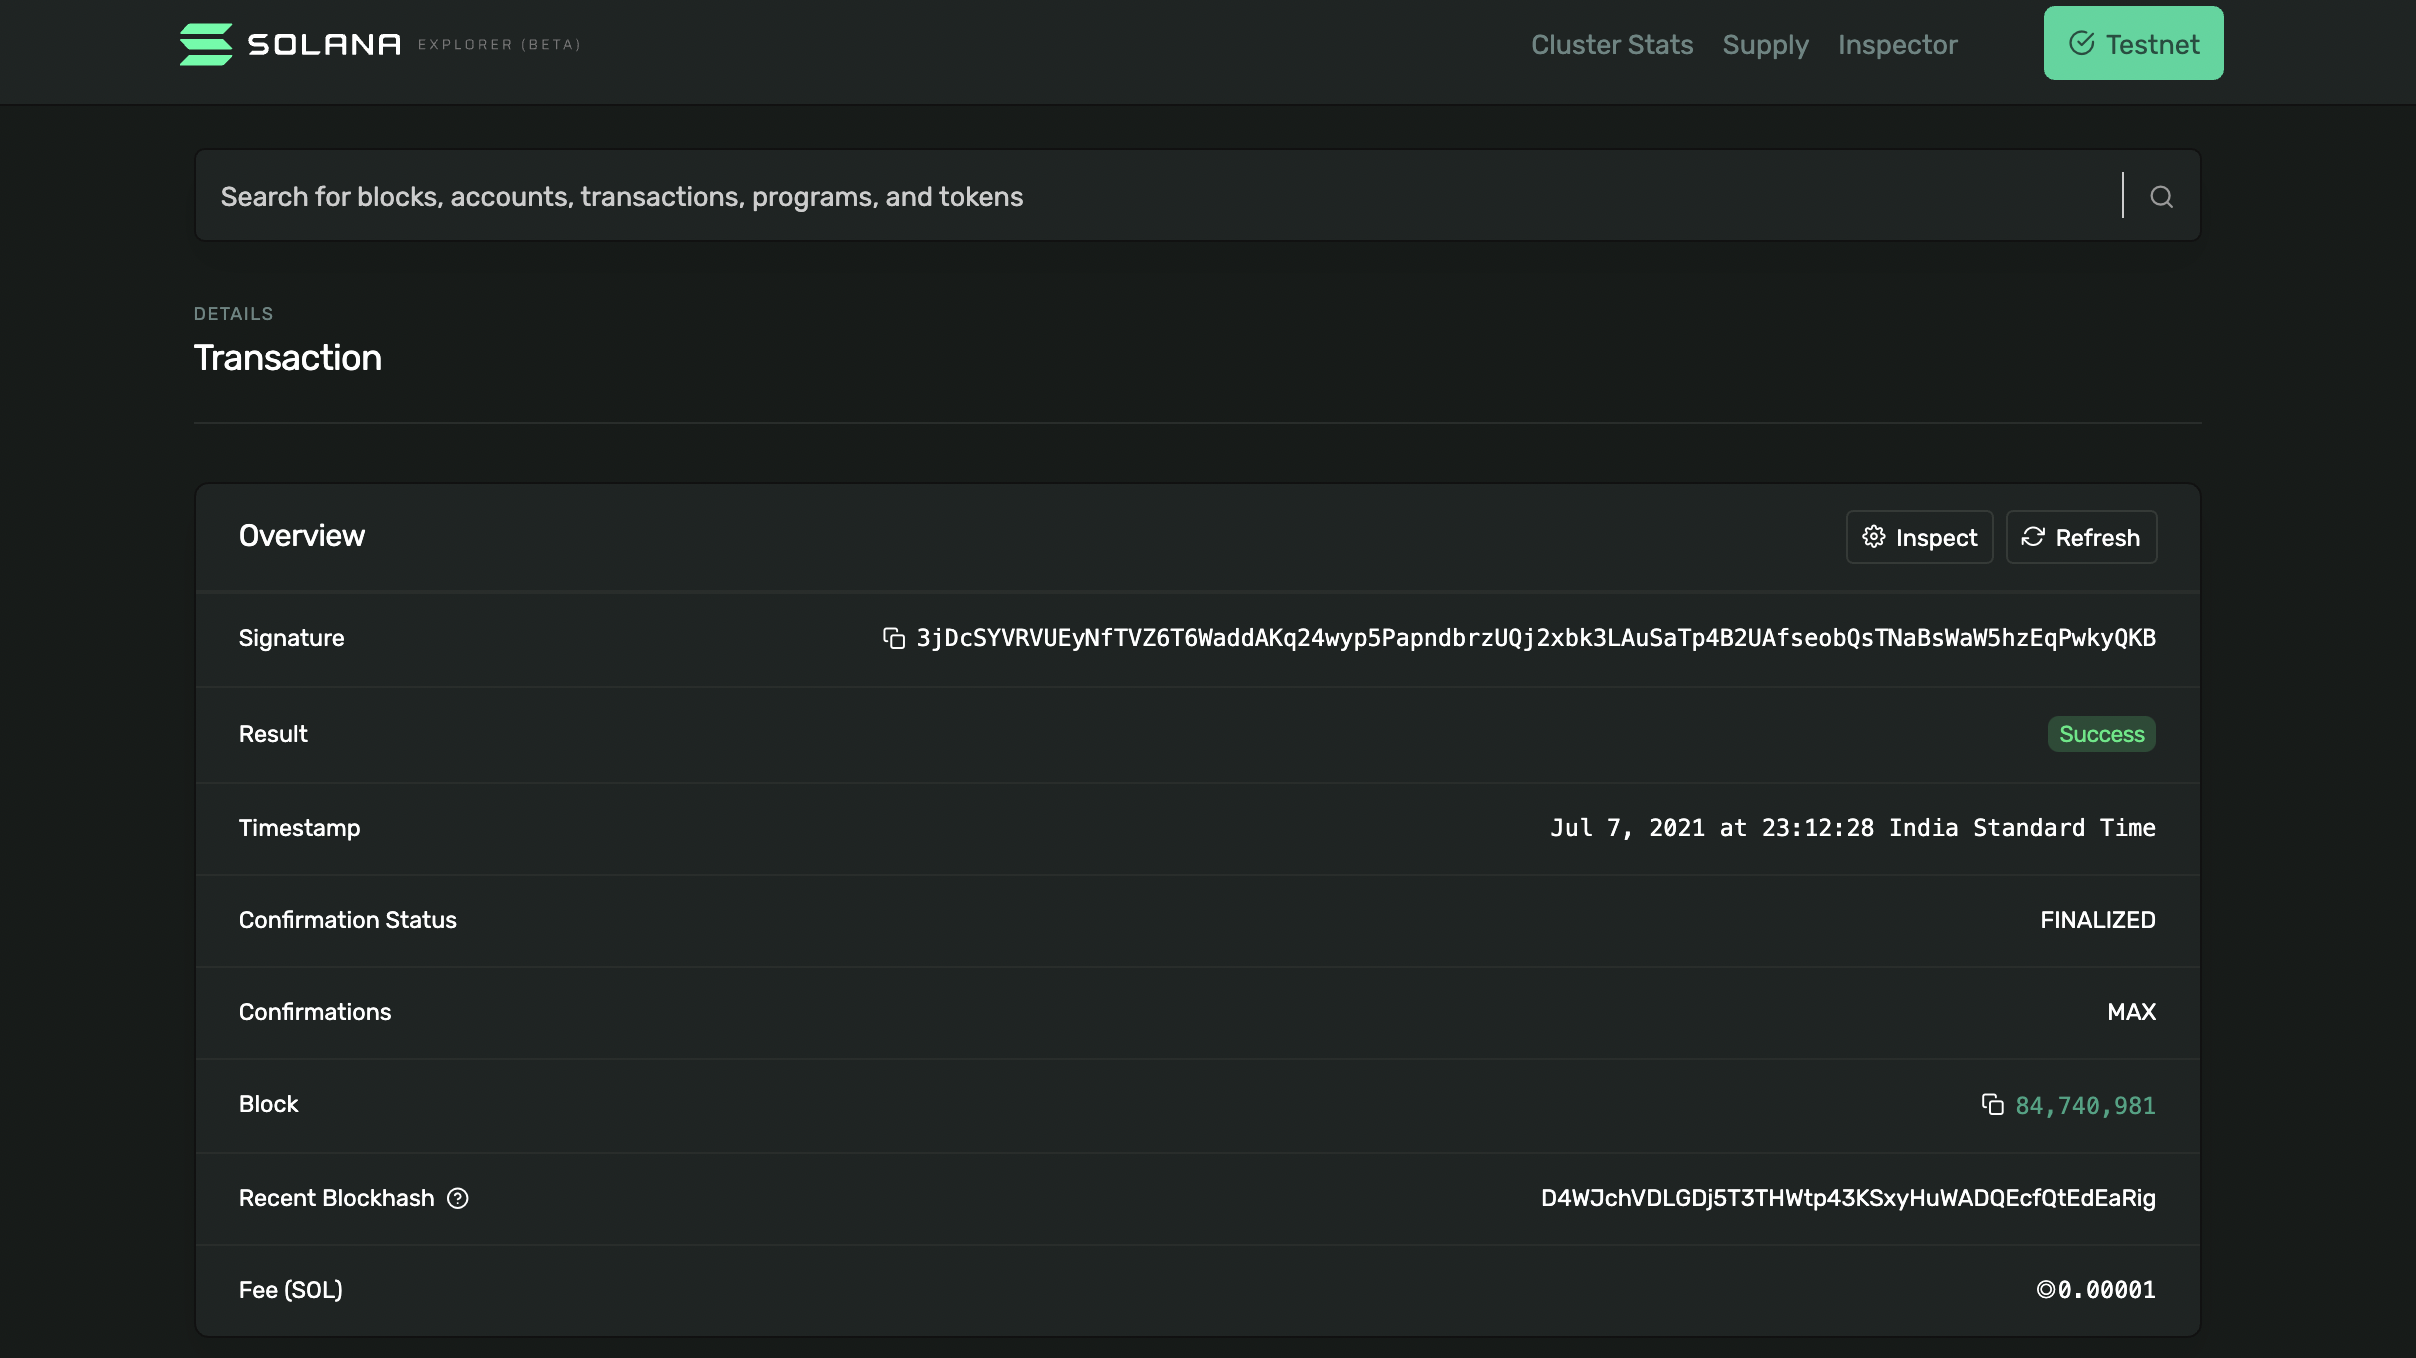 SOLANA EXPLORER (BETA)
Cluster Stats Supply Inspector Testnet
Search for blocks, accounts, transactions, programs, and tokens
DETAILS
Transaction
Overview Inspect Refresh
Signature 3jDcSYVRVUEyNfTVZ6T6WaddAKq24wyp5PapndbrzUQj2xbk3LAuSaTp4B2UAfseobQsTNaBsWaW5hzEqPwkyQKB
Result Success
Timestamp Jul 7, 2021 at 23:12:28 India Standard Time
Confirmation Status FINALIZED
Confirmations MAX
Block 84,740,981
Recent Blockhash D4WJchVDLGDj5T3THWtp43KSxyHuWADQEcfQtEdEaRig
Fee (SOL) ◎0.00001